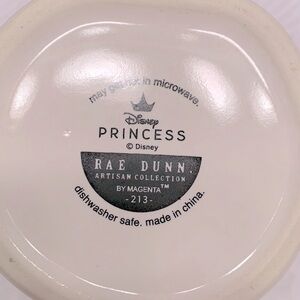 may get hot in microwave.
Disney
PRINCESS
© Disney
RAE DUNN.
ARTISAN COLLECTION
BY MAGENTA™
-213-
dishwasher safe. made in china.